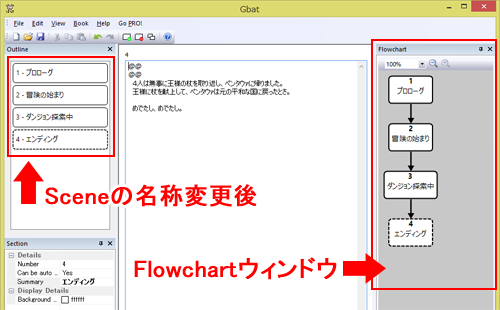 Gbat
File Edit View Book Help Go PRO!
Outline
1 - プロローグ
2 - 冒険の始まり
3 - ダンジョン探索中
4 - エンディング
Sceneの名称変更後
Section
Details
Number 4
Can be auto ... Yes
Summary エンディング
Display Details
Background ... ffffff
4
@@
@@
4人は無事に王様の杖を取り返し、ベンタウァに帰りました。
王様に杖を献上して、ベンタウァは元の平和な国に戻ったとさ。
めでたし、めでたし。
Flowchartウィンドウ
Flowchart
100%
1
プロローグ
2
冒険の始まり
3
ダンジョン探索中
4
エンディング